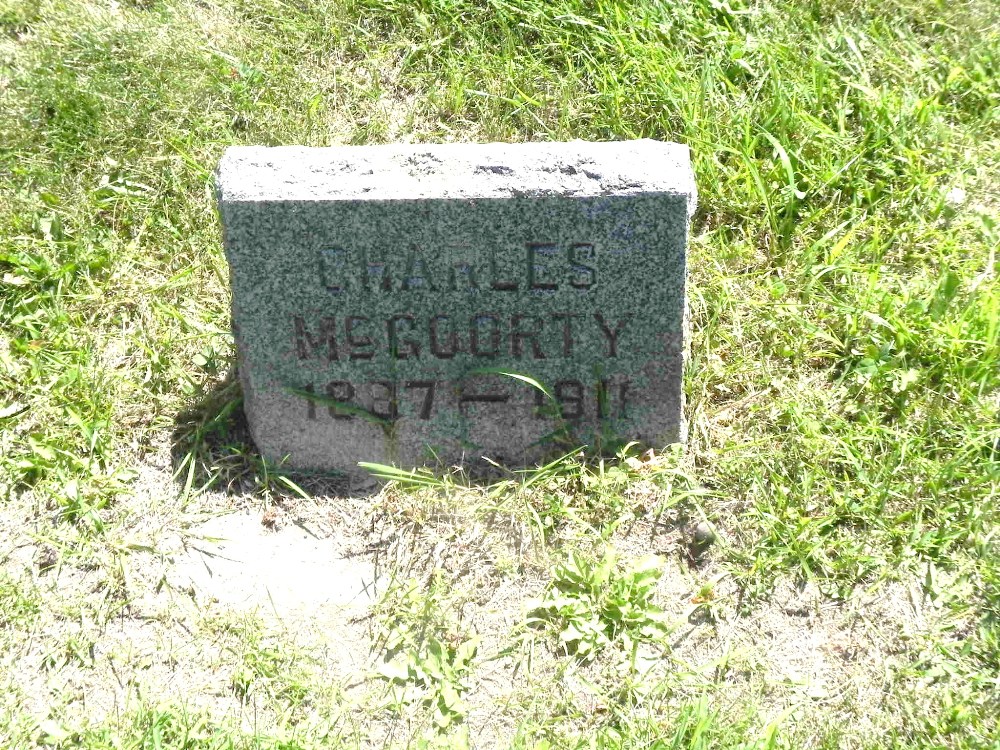 CHARLES
McGOORTY
1837 – 1911